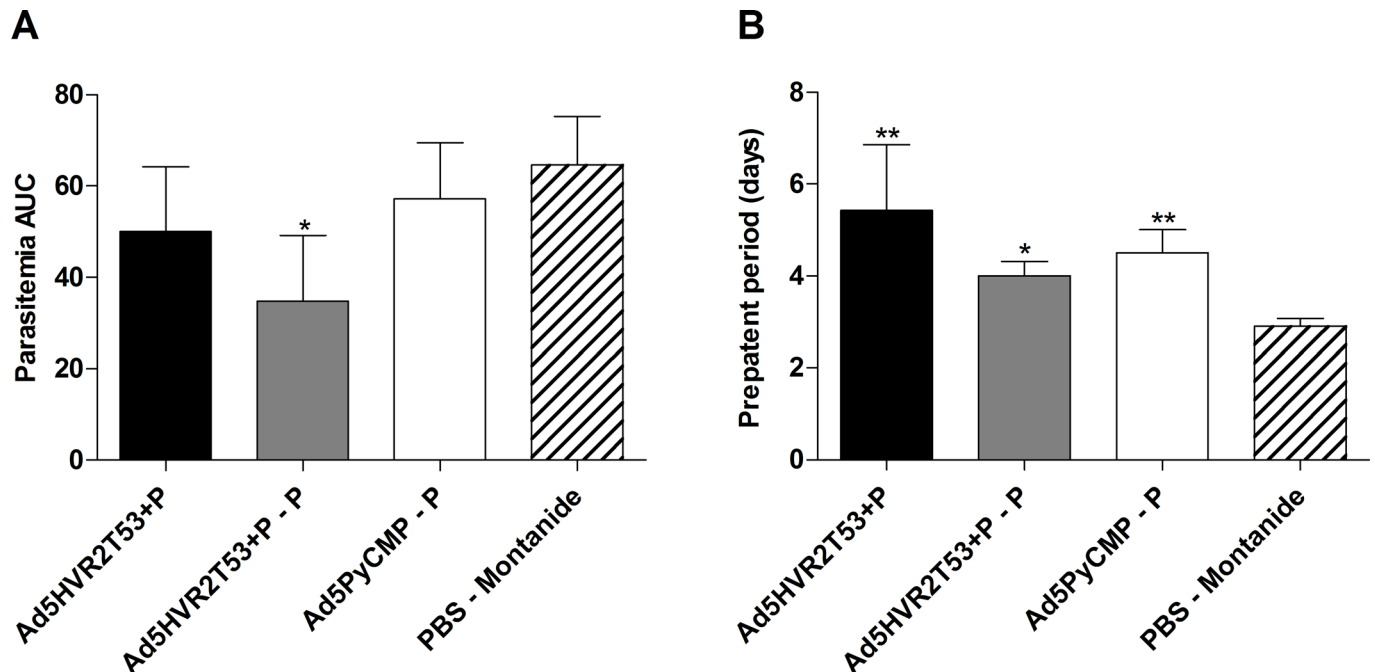 A
Parasitemia AUC
80
60
40
20
0
*
Ad5HVR2T53+P
Ad5HVR2T53+P - P
Ad5PyCMP - P
PBS - Montanide
B
Prepatent period (days)
8
6
4
2
0
**
*
**
Ad5HVR2T53+P
Ad5HVR2T53+P - P
Ad5PyCMP - P
PBS - Montanide